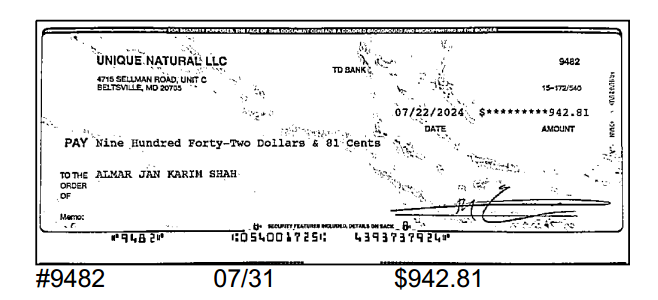 FOR SECURITY PURPOSES, THE FACE OF THIS DOCUMENT CONTAINS A COLORED BACKGROUND AND MICROPRINTING IN THE BORDER
UNIQUE NATURAL LLC
4715 SELLMAN ROAD, UNIT C
BELTSVILLE, MD 20705
TD BANK
9482
15-172/540
07/22/2024 $*********942.81
DATE AMOUNT
PAY Nine Hundred Forty-Two Dollars & 81 Cents
TO THE ORDER OF
ALMAR JAN KARIM SHAH
Memo:
SECURITY FEATURES INCLUDED. DETAILS ON BACK.
⑈9482⑈ ⑆054001725⑆ 4393737924⑈
#9482 07/31 $942.81